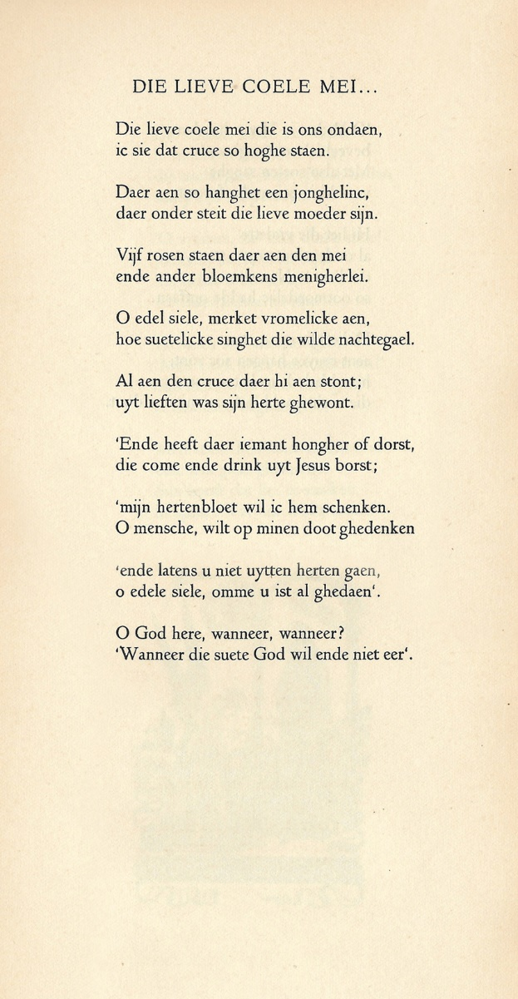 DIE LIEVE COELE MEI...
Die lieve coele mei die is ons ondaen,
ic sie dat cruce so hoghe staen.
Daer aen so hanghet een jonghelinc,
daer onder steit die lieve moeder sijn.
Vijf rosen staen daer aen den mei
ende ander bloemkens menigherlei.
O edel siele, merket vromelicke aen,
hoe suetelicke singhet die wilde nachtegael.
Al aen den cruce daer hi aen stont;
uyt lieften was sijn herte ghewont.
‘Ende heeft daer iemant hongher of dorst,
die come ende drink uyt Jesus borst;
‘mijn hertenbloet wil ic hem schenken.
O mensche, wilt op minen doot ghedenken
‘ende latens u niet uytten herten gaen,
o edele siele, omme u ist al ghedaen‘.
O God here, wanneer, wanneer?
‘Wanneer die suete God wil ende niet eer‘.